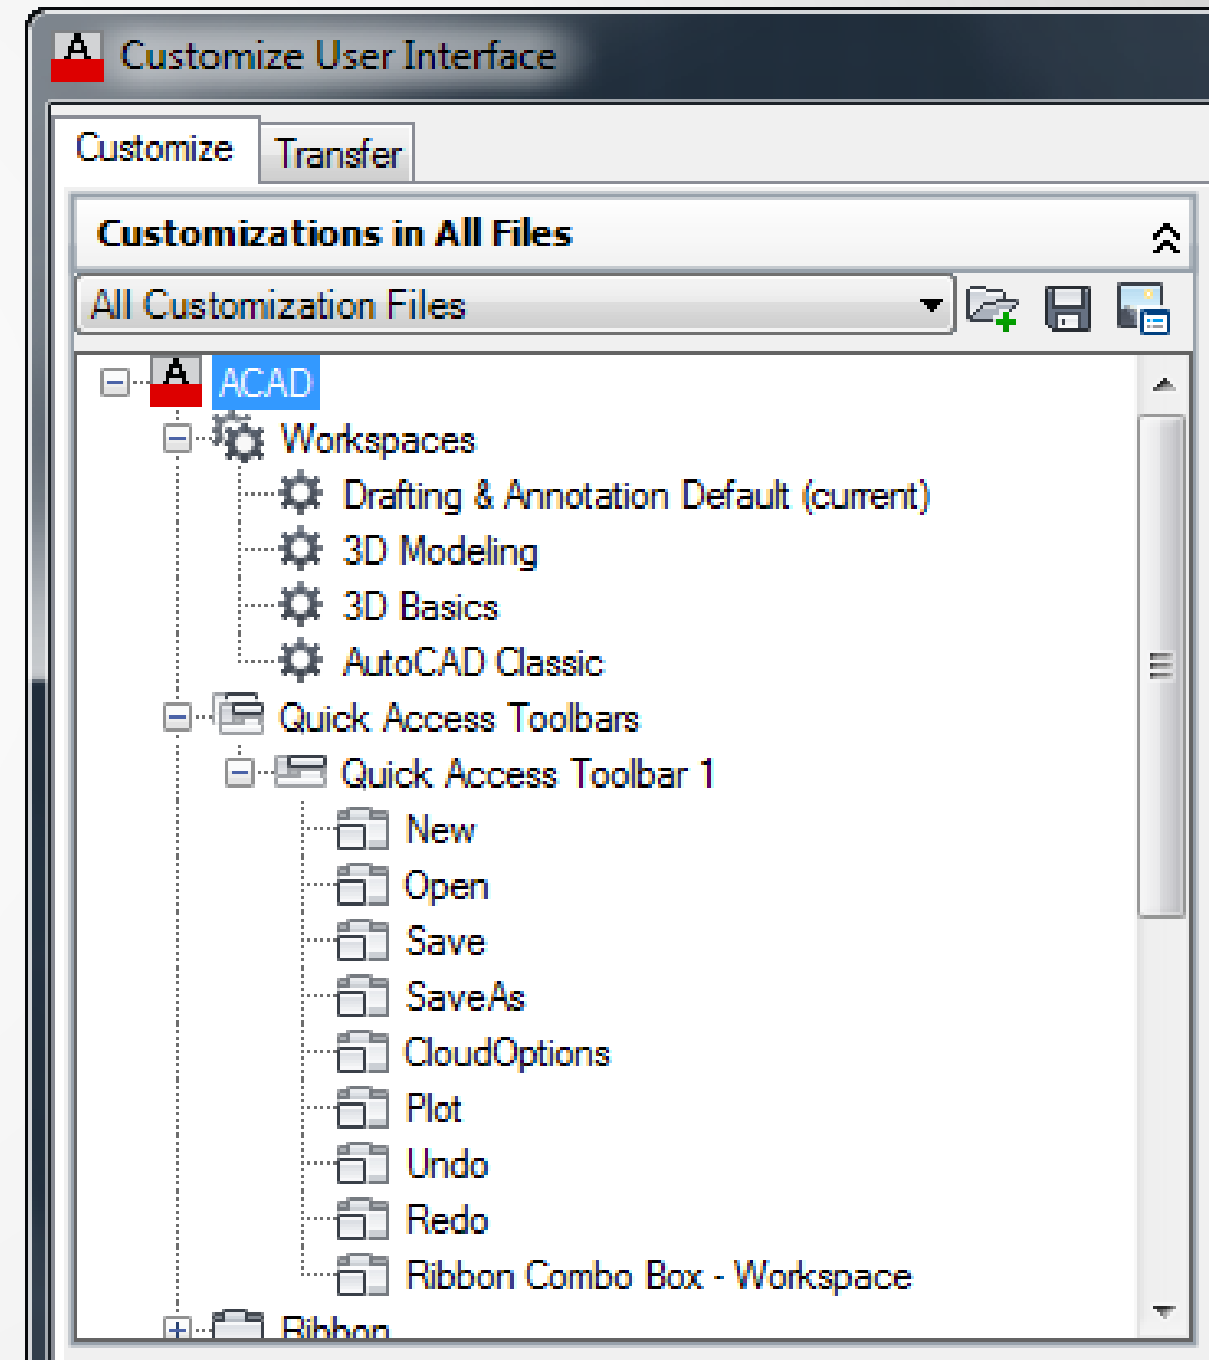 A Customize User Interface
Customize Transfer
Customizations in All Files
All Customization Files
A ACAD
Workspaces
Drafting & Annotation Default (current)
3D Modeling
3D Basics
AutoCAD Classic
Quick Access Toolbars
Quick Access Toolbar 1
New
Open
Save
SaveAs
CloudOptions
Plot
Undo
Redo
Ribbon Combo Box - Workspace
Ribbon